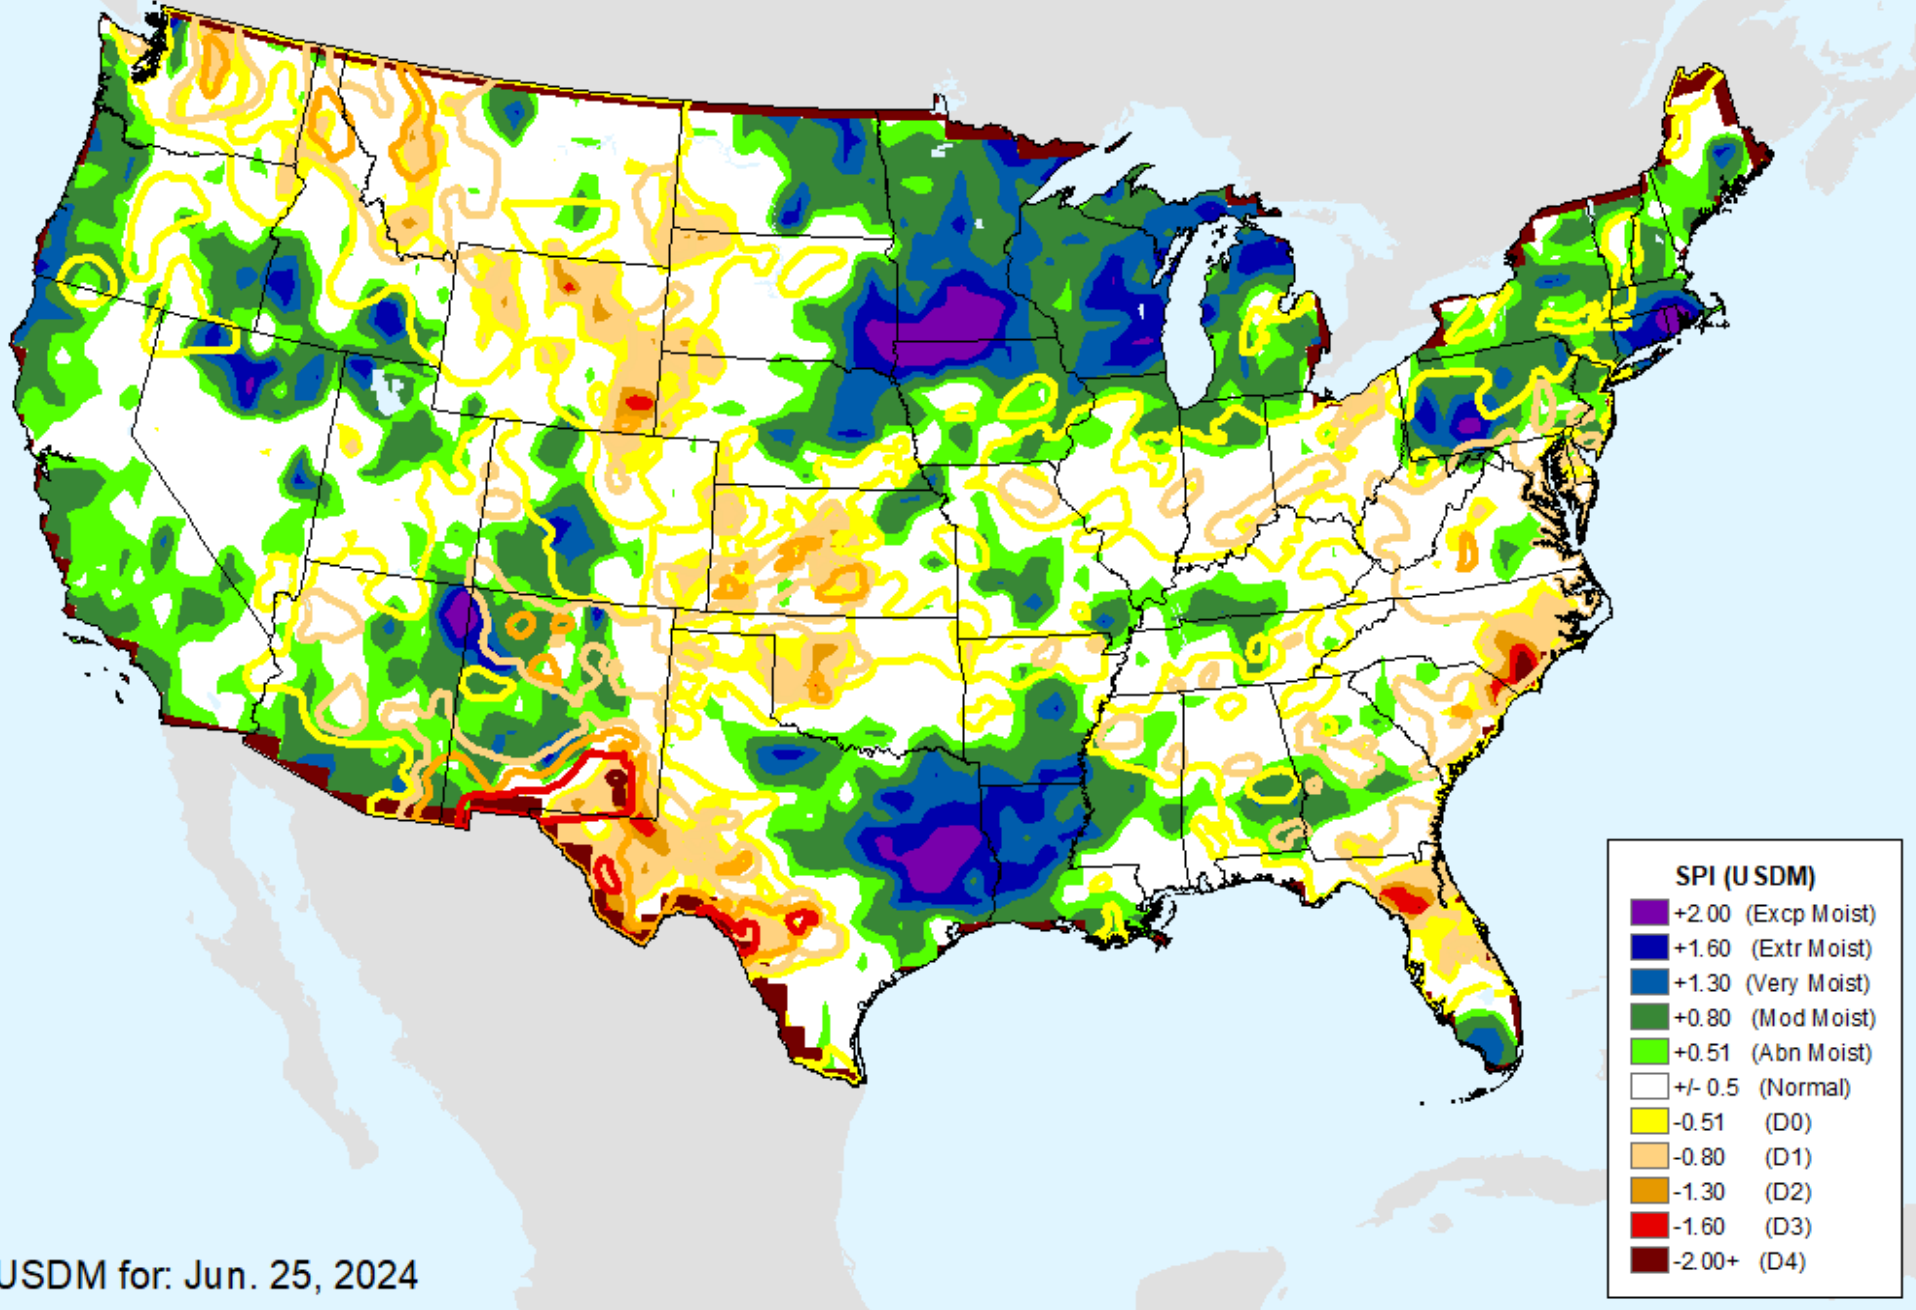 SPI (USDM)
+2.00 (Excp Moist)
+1.60 (Extr Moist)
+1.30 (Very Moist)
+0.80 (Mod Moist)
+0.51 (Abn Moist)
+/- 0.5 (Normal)
-0.51 (D0)
-0.80 (D1)
-1.30 (D2)
-1.60 (D3)
-2.00+ (D4)
USDM for: Jun. 25, 2024